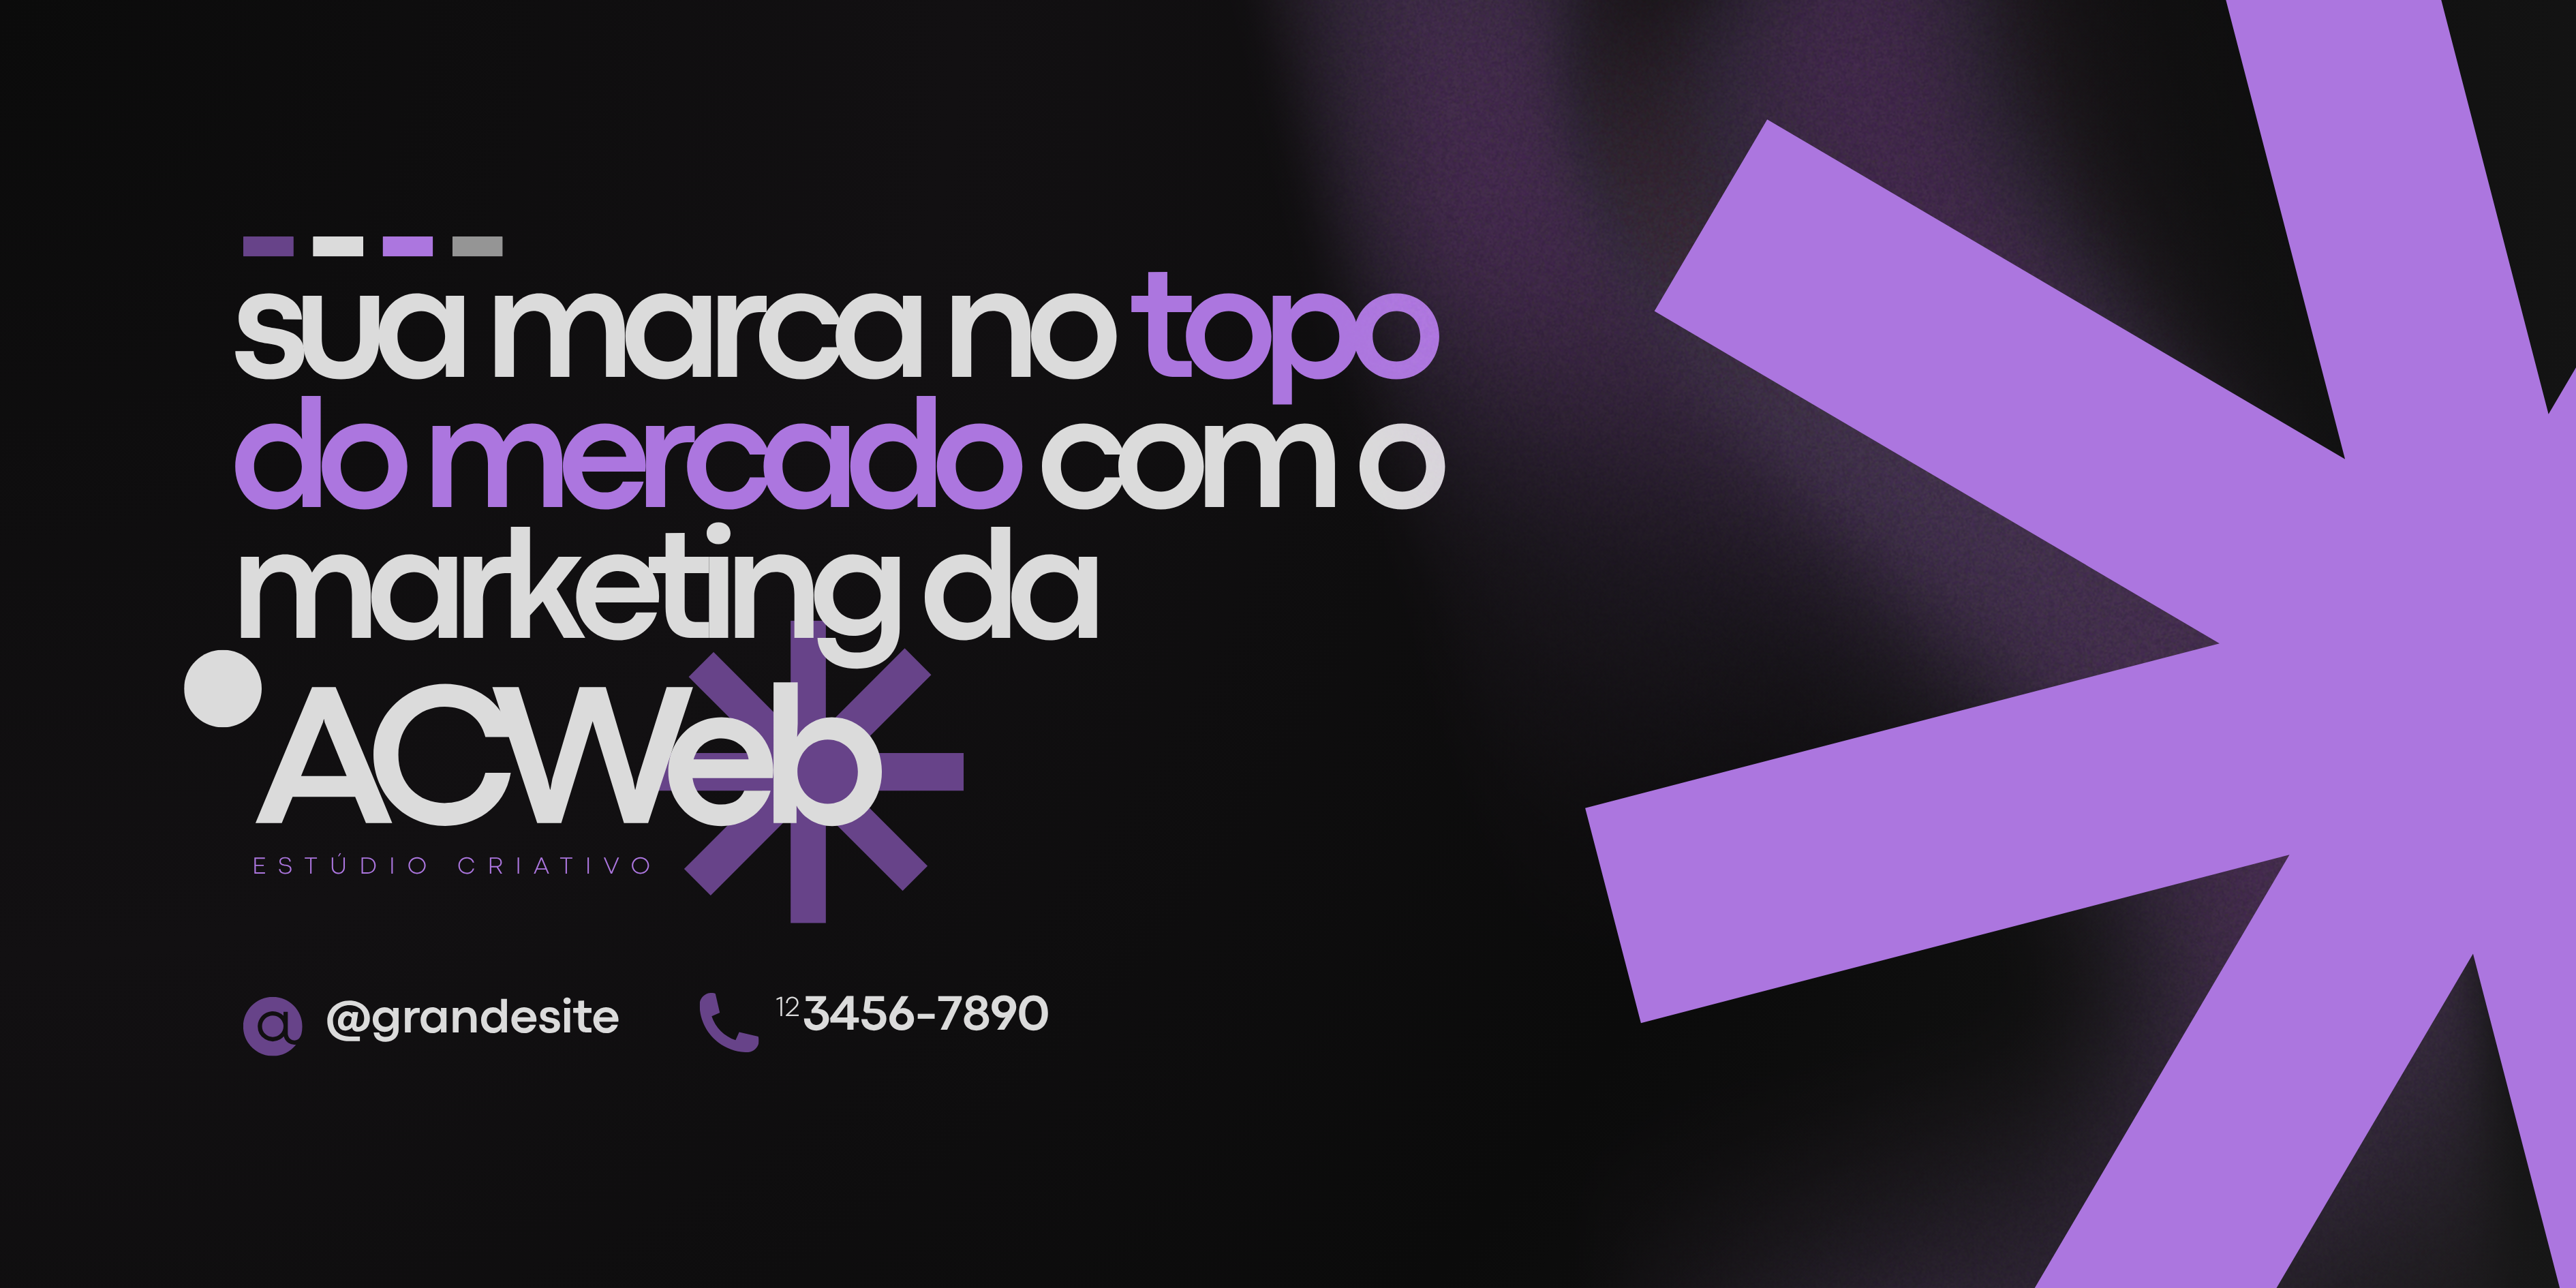 sua marca no topo
do mercado com o
marketing da
ACWeb
ESTÚDIO CRIATIVO
@grandesite
12 3456-7890